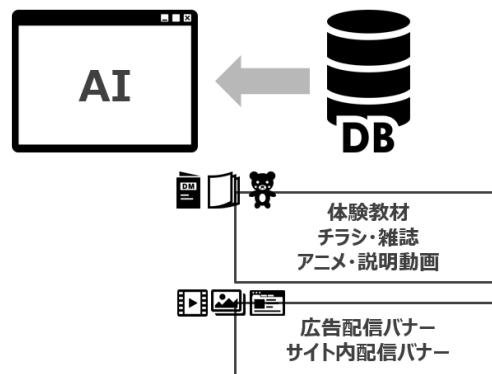 AI
DB
DM
体験教材
チラシ・雑誌
アニメ・説明動画
広告配信バナー
サイト内配信バナー